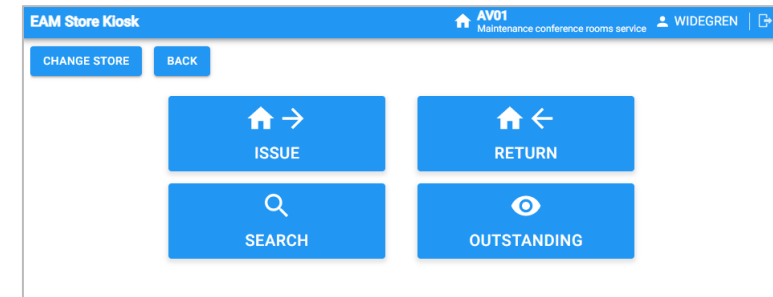 EAM Store Kiosk
AV01
Maintenance conference rooms service
WIDEGREN
CHANGE STORE
BACK
ISSUE
RETURN
SEARCH
OUTSTANDING